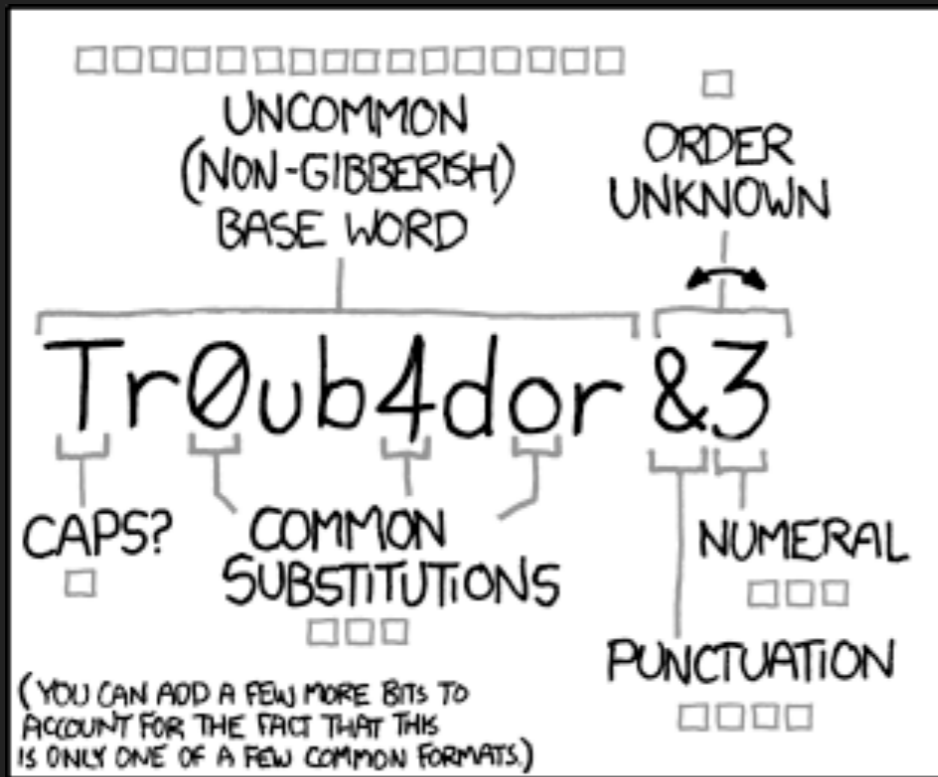 UNCOMMON
(NON-GIBBERISH)
BASE WORD
ORDER
UNKNOWN
Tr0ub4dor &3
CAPS?
COMMON
SUBSTITUTIONS
NUMERAL
PUNCTUATION
(YOU CAN ADD A FEW MORE BITS TO
ACCOUNT FOR THE FACT THAT THIS
IS ONLY ONE OF A FEW COMMON FORMATS.)